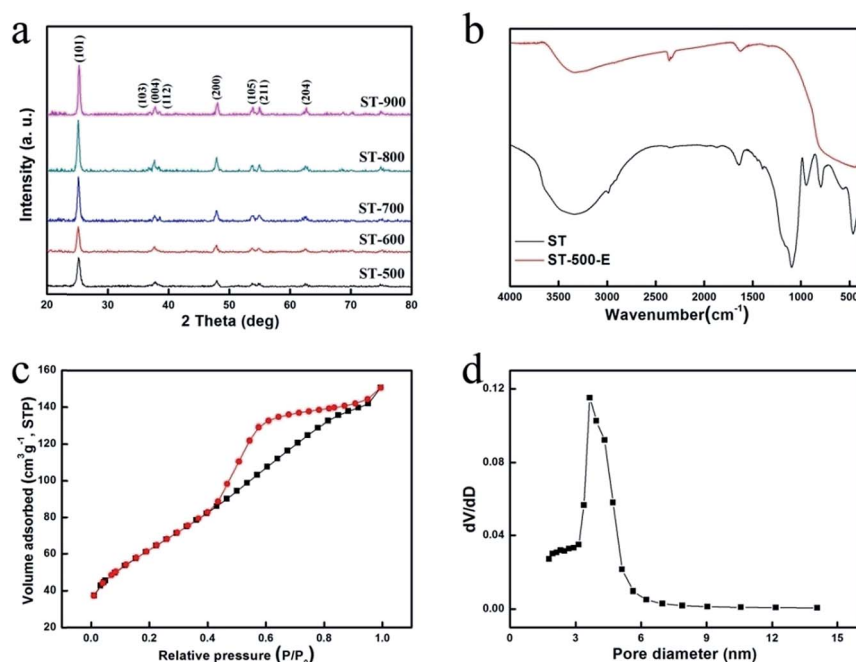 a
Intensity (a. u.)
(101)
(103)
(004)
(112)
(200)
(105)
(211)
(204)
ST-900
ST-800
ST-700
ST-600
ST-500
20 30 40 50 60 70 80
2 Theta (deg)
b
ST
ST-500-E
4000 3500 3000 2500 2000 1500 1000 500
Wavenumber(cm-1)
c
Volume adsorbed (cm3g-1, STP)
160
140
120
100
80
60
40
20
0.0 0.2 0.4 0.6 0.8 1.0
Relative pressure (P/P0)
d
dV/dD
0.12
0.08
0.04
0.00
0 3 6 9 12 15
Pore diameter (nm)